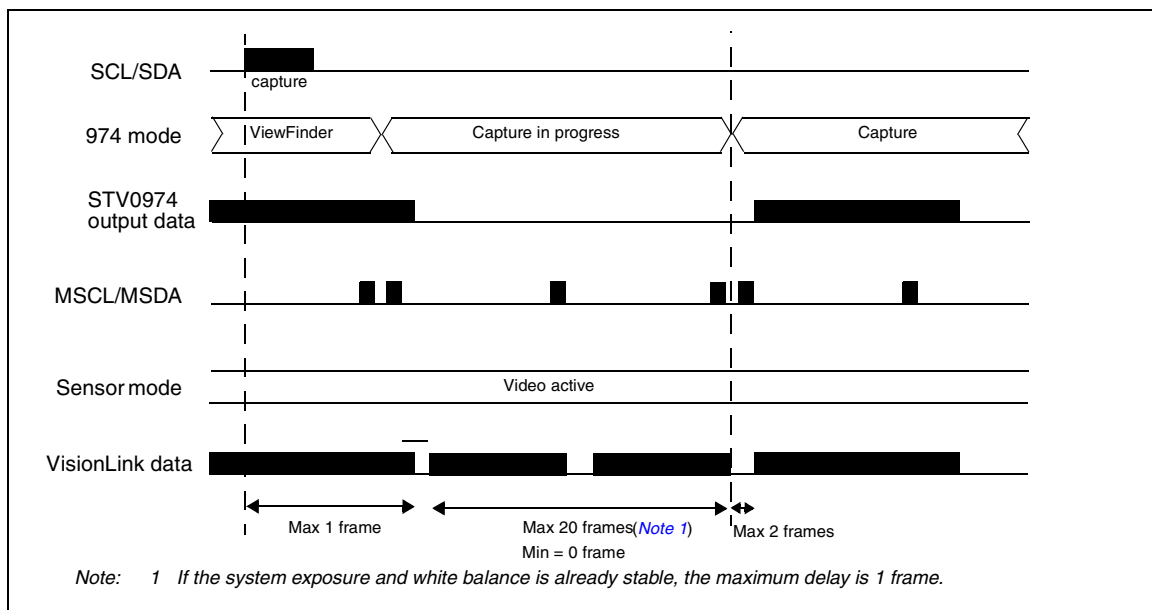 SCL/SDA
capture
974 mode
ViewFinder
Capture in progress
Capture
STV0974
output data
MSCL/MSDA
Sensor mode
Video active
VisionLink data
Max 1 frame
Max 20 frames(Note 1)
Min = 0 frame
Max 2 frames
Note: 1 If the system exposure and white balance is already stable, the maximum delay is 1 frame.